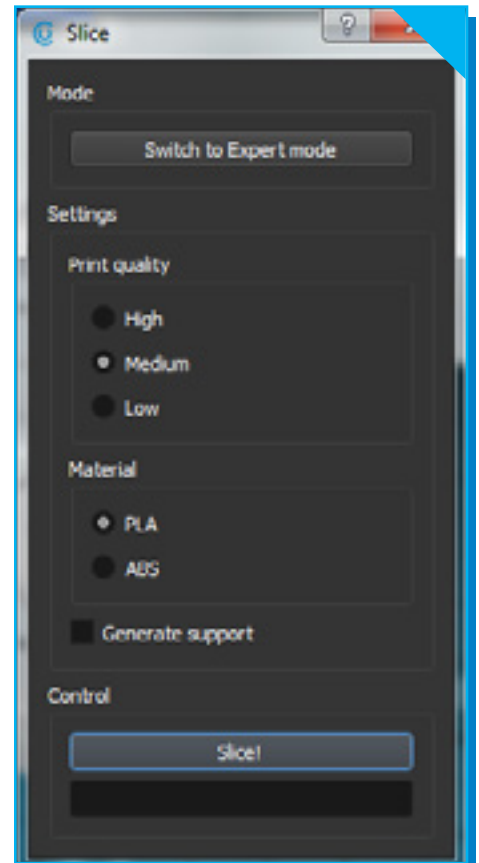 Slice
Mode
Switch to Expert mode
Settings
Print quality
High
Medium
Low
Material
PLA
ABS
Generate support
Control
Slice!